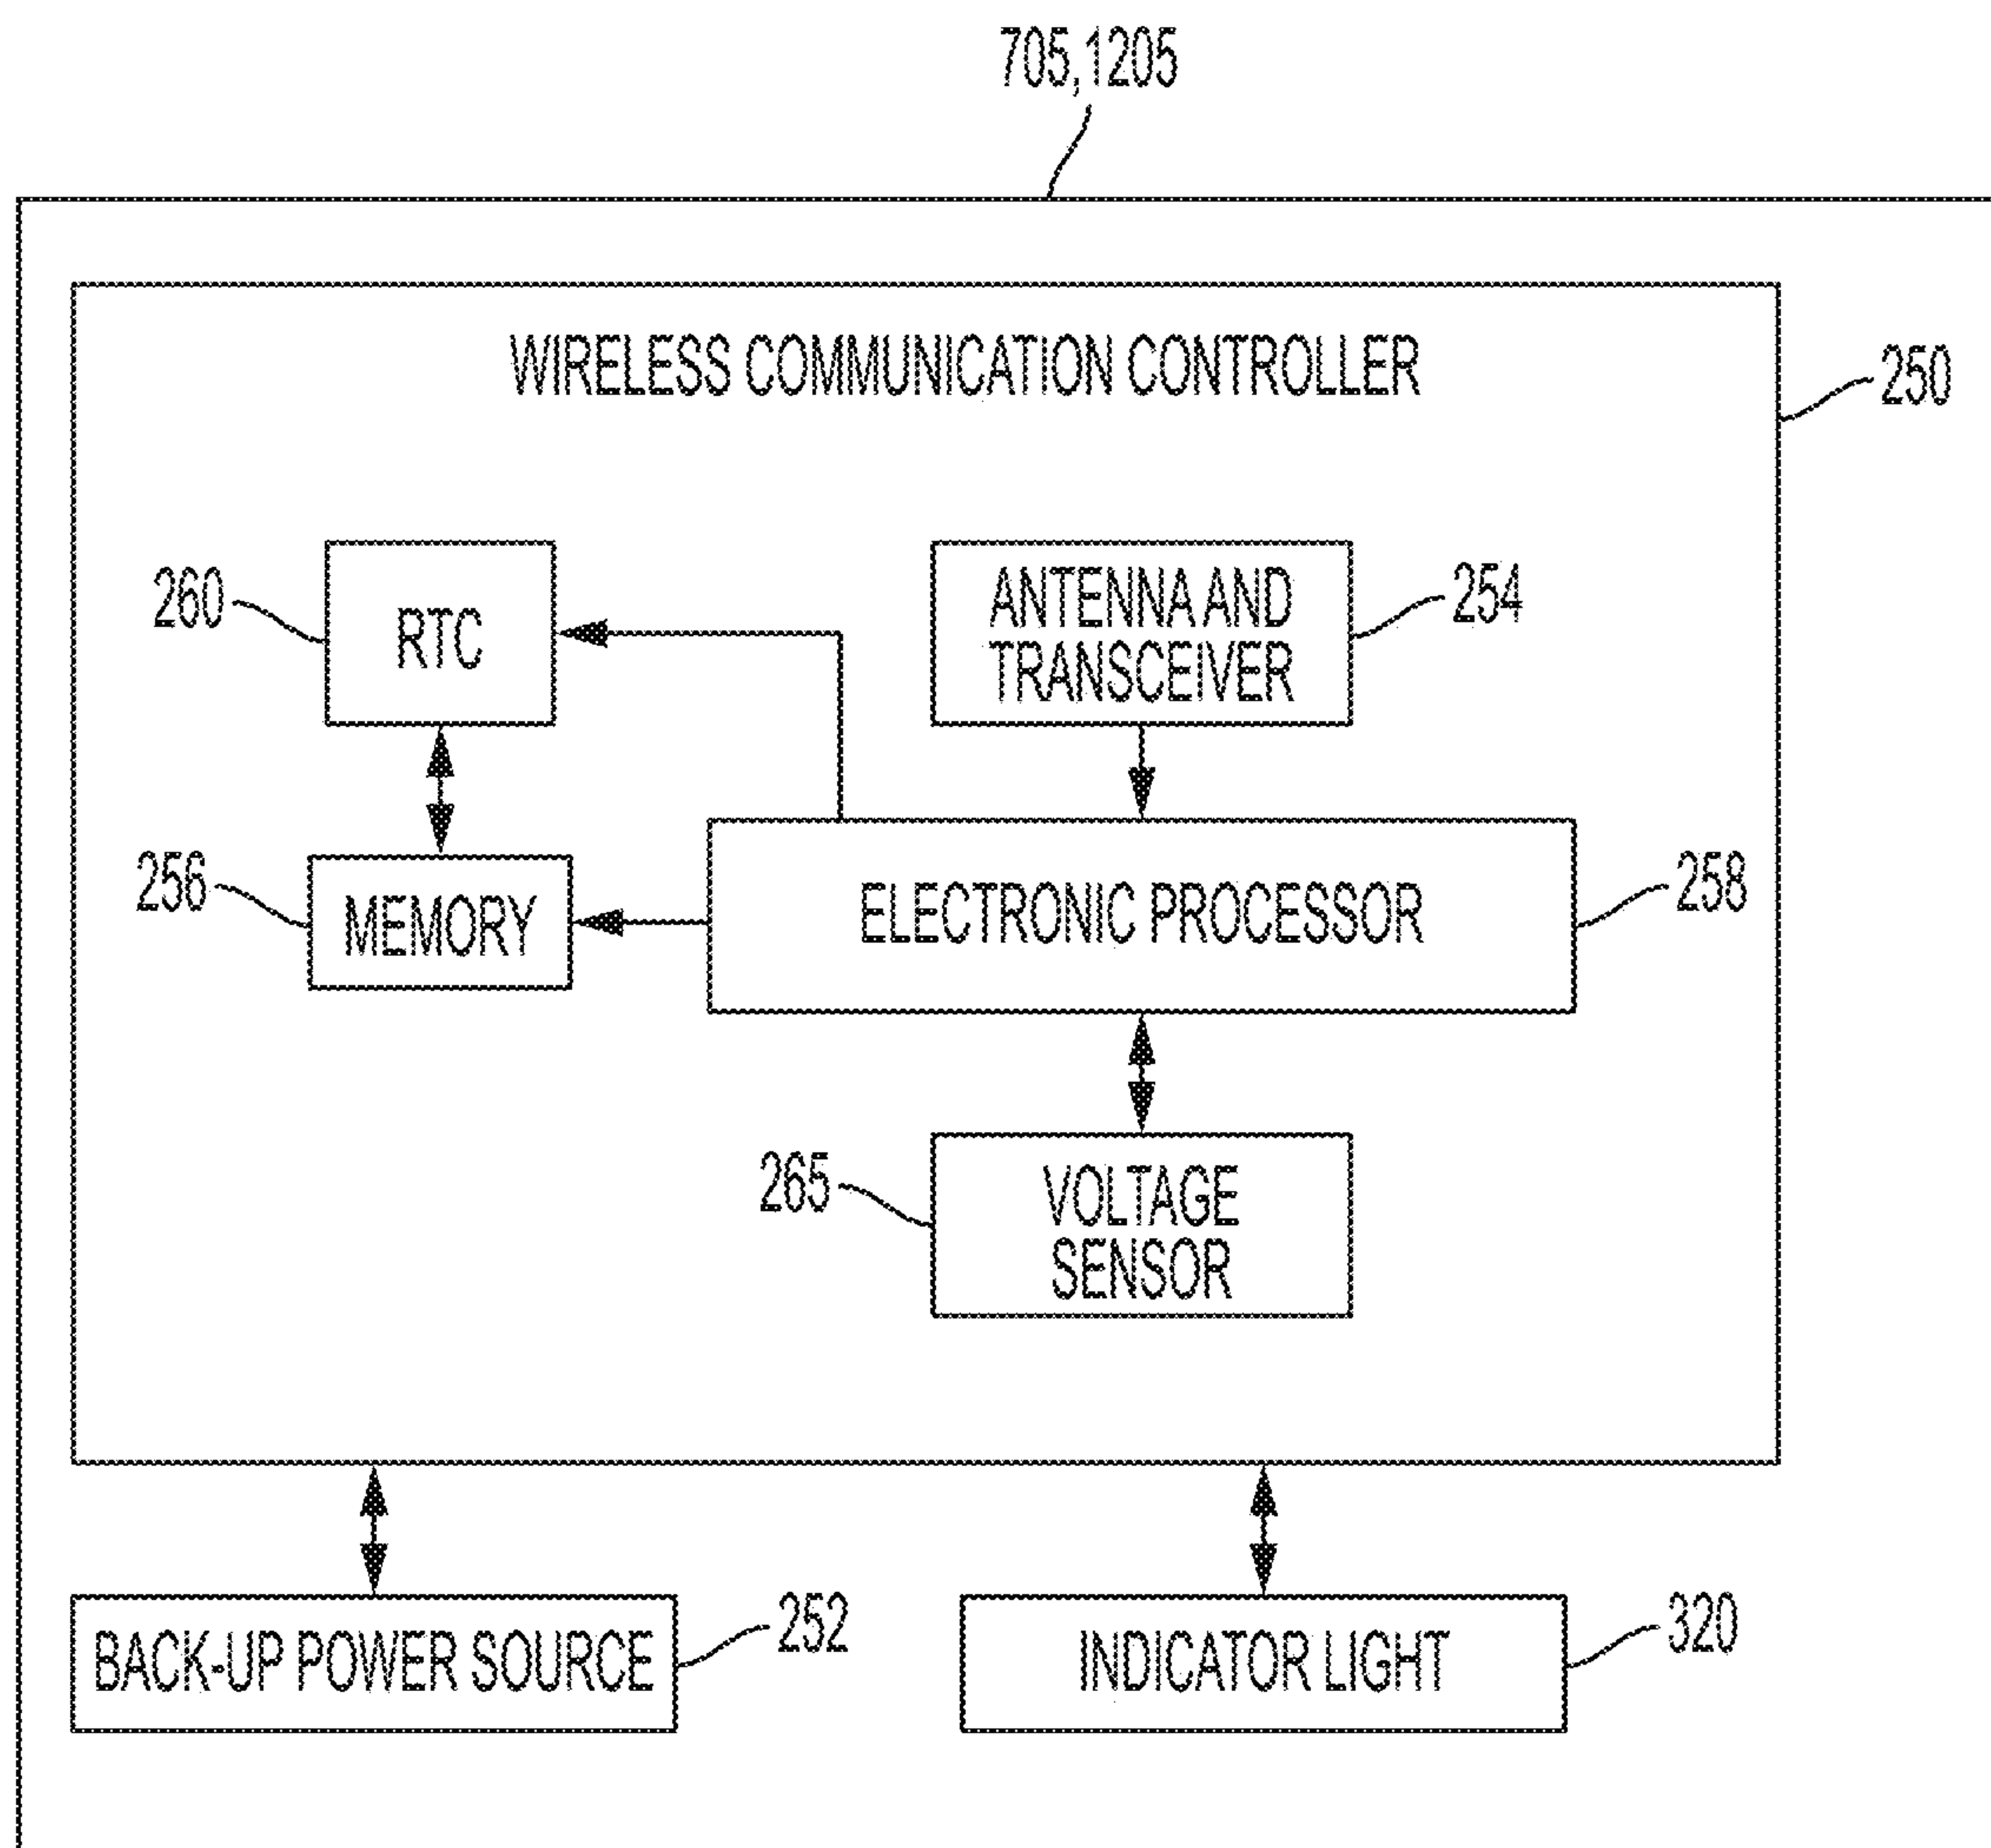 705,1205
WIRELESS COMMUNICATION CONTROLLER
250
260
RTC
ANTENNA AND
TRANSCEIVER
254
256
MEMORY
ELECTRONIC PROCESSOR
258
265
VOLTAGE
SENSOR
BACK-UP POWER SOURCE
252
INDICATOR LIGHT
320